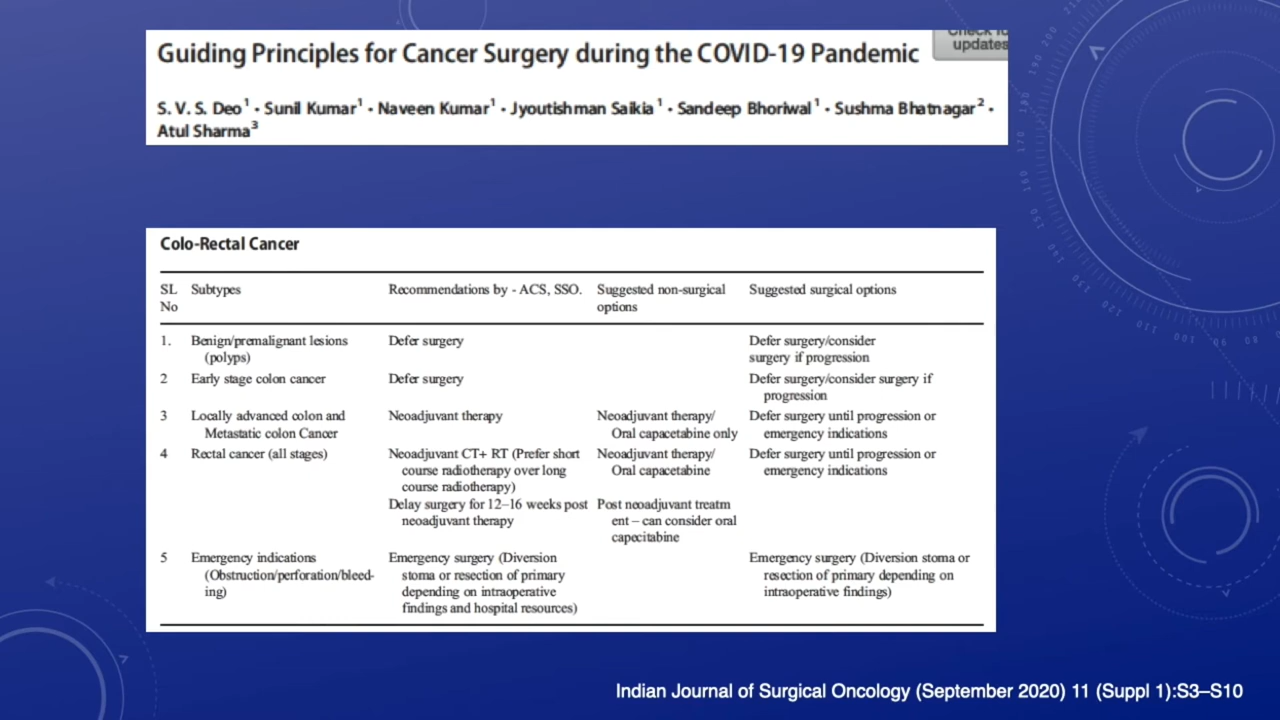 Check fo
updates
Guiding Principles for Cancer Surgery during the COVID-19 Pandemic
S. V. S. Deo1 • Sunil Kumar1 • Naveen Kumar1 • Jyoutishman Saikia1 • Sandeep Bhoriwal1 • Sushma Bhatnagar2 •
Atul Sharma3
Colo-Rectal Cancer
SL Subtypes Recommendations by - ACS, SSO. Suggested non-surgical Suggested surgical options
No options
1. Benign/premalignant lesions Defer surgery Defer surgery/consider
(polyps) surgery if progression
2 Early stage colon cancer Defer surgery Defer surgery/consider surgery if
progression
3 Locally advanced colon and Neoadjuvant therapy Neoadjuvant therapy/ Defer surgery until progression or
Metastatic colon Cancer Oral capacetabine only emergency indications
4 Rectal cancer (all stages) Neoadjuvant CT+ RT (Prefer short Neoadjuvant therapy/ Defer surgery until progression or
course radiotherapy over long Oral capacetabine emergency indications
course radiotherapy)
Delay surgery for 12–16 weeks post Post neoadjuvant treatm
neoadjuvant therapy ent – can consider oral
capecitabine
5 Emergency indications Emergency surgery (Diversion Emergency surgery (Diversion stoma or
(Obstruction/perforation/bleed- stoma or resection of primary resection of primary depending on
ing) depending on intraoperative intraoperative findings)
findings and hospital resources)
Indian Journal of Surgical Oncology (September 2020) 11 (Suppl 1):S3–S10